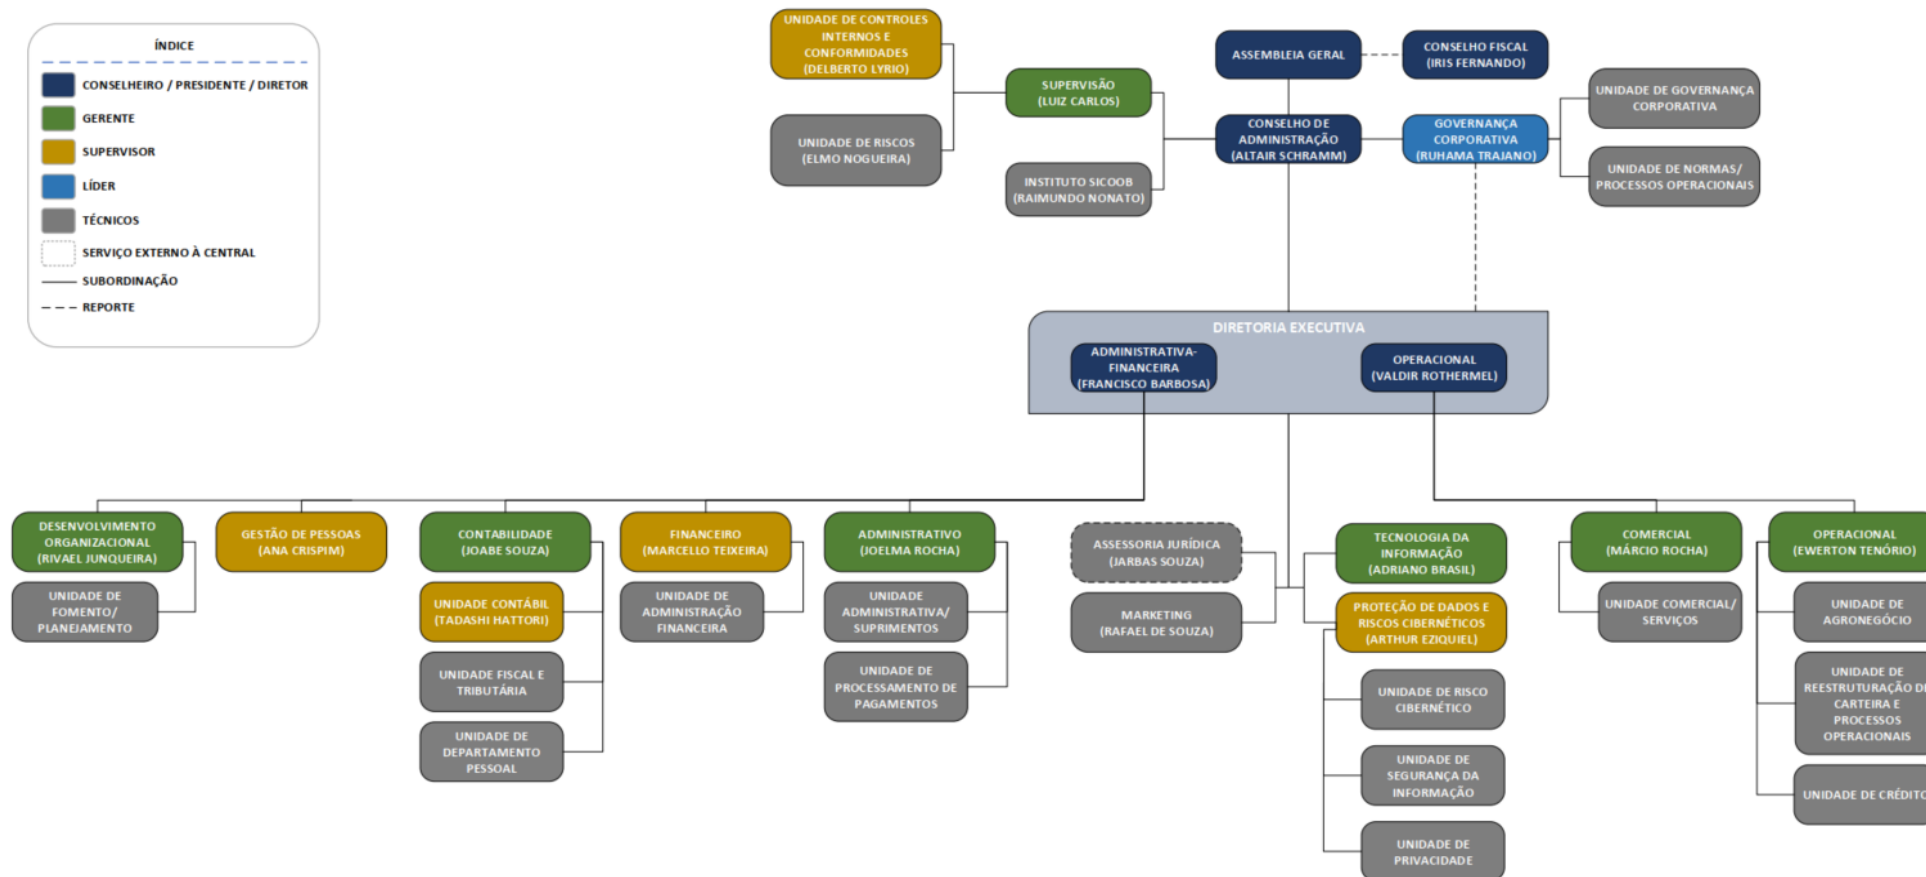 ÍNDICE
CONSELHEIRO / PRESIDENTE / DIRETOR
GERENTE
SUPERVISOR
LÍDER
TÉCNICOS
SERVIÇO EXTERNO À CENTRAL
SUBORDINAÇÃO
REPORTE
UNIDADE DE CONTROLES
INTERNOS E
CONFORMIDADES
(DELBERTO LYRIO)
UNIDADE DE RISCOS
(ELMO NOGUEIRA)
SUPERVISÃO
(LUIZ CARLOS)
INSTITUTO SICOOB
(RAIMUNDO NONATO)
ASSEMBLEIA GERAL
CONSELHO FISCAL
(IRIS FERNANDO)
CONSELHO DE
ADMINISTRAÇÃO
(ALTAIR SCHRAMM)
GOVERNANÇA
CORPORATIVA
(RUHAMA TRAJANO)
UNIDADE DE GOVERNANÇA
CORPORATIVA
UNIDADE DE NORMAS/
PROCESSOS OPERACIONAIS
DIRETORIA EXECUTIVA
ADMINISTRATIVA-
FINANCEIRA
(FRANCISCO BARBOSA)
OPERACIONAL
(VALDIR ROTHERMEL)
DESENVOLVIMENTO
ORGANIZACIONAL
(RIVAEL JUNQUEIRA)
UNIDADE DE
FOMENTO/
PLANEJAMENTO
GESTÃO DE PESSOAS
(ANA CRISPIM)
CONTABILIDADE
(JOABE SOUZA)
UNIDADE CONTÁBIL
(TADASHI HATTORI)
UNIDADE FISCAL E
TRIBUTÁRIA
UNIDADE DE
DEPARTAMENTO
PESSOAL
FINANCEIRO
(MARCELLO TEIXEIRA)
UNIDADE DE
ADMINISTRAÇÃO
FINANCEIRA
ADMINISTRATIVO
(JOELMA ROCHA)
UNIDADE
ADMINISTRATIVA/
SUPRIMENTOS
UNIDADE DE
PROCESSAMENTO DE
PAGAMENTOS
ASSESSORIA JURÍDICA
(JARBAS SOUZA)
MARKETING
(RAFAEL DE SOUZA)
TECNOLOGIA DA
INFORMAÇÃO
(ADRIANO BRASIL)
PROTEÇÃO DE DADOS E
RISCOS CIBERNÉTICOS
(ARTHUR EZIQUIEL)
UNIDADE DE RISCO
CIBERNÉTICO
UNIDADE DE
SEGURANÇA DA
INFORMAÇÃO
UNIDADE DE
PRIVACIDADE
COMERCIAL
(MÁRCIO ROCHA)
UNIDADE COMERCIAL/
SERVIÇOS
OPERACIONAL
(EWERTON TENÓRIO)
UNIDADE DE
AGRONEGÓCIO
UNIDADE DE
REESTRUTURAÇÃO DE
CARTEIRA E
PROCESSOS
OPERACIONAIS
UNIDADE DE CRÉDITO